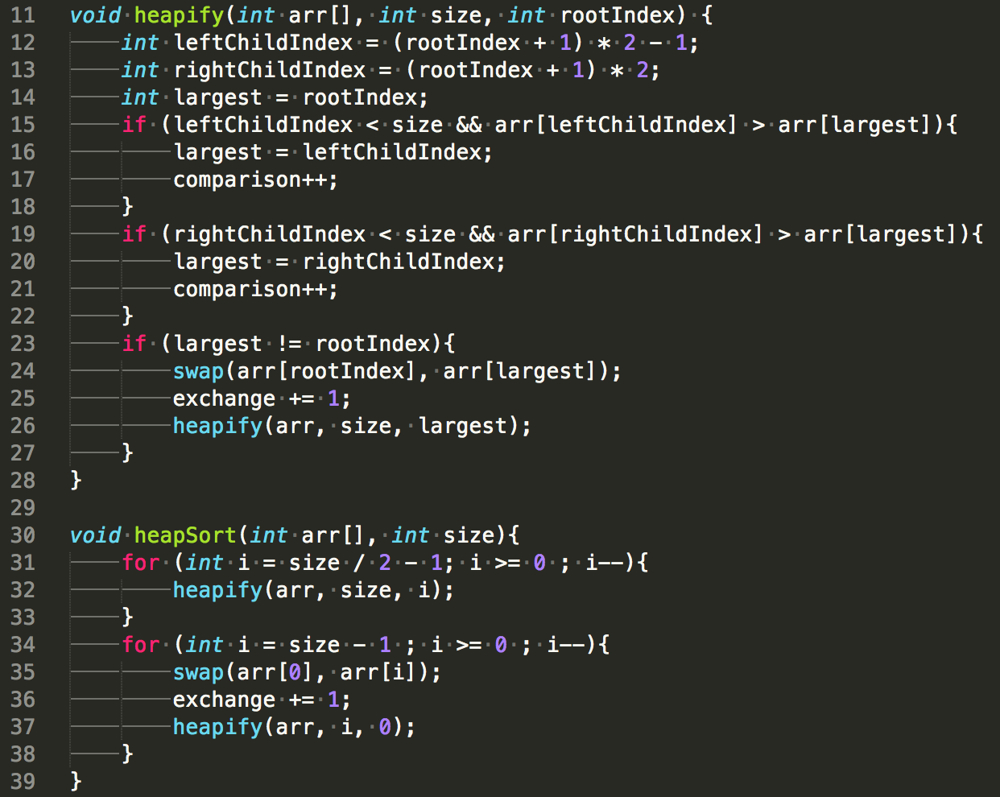 11 void heapify(int arr[], int size, int rootIndex) {
12 int leftChildIndex = (rootIndex + 1) * 2 - 1;
13 int rightChildIndex = (rootIndex + 1) * 2;
14 int largest = rootIndex;
15 if (leftChildIndex < size && arr[leftChildIndex] > arr[largest]){
16 largest = leftChildIndex;
17 comparison++;
18 }
19 if (rightChildIndex < size && arr[rightChildIndex] > arr[largest]){
20 largest = rightChildIndex;
21 comparison++;
22 }
23 if (largest != rootIndex){
24 swap(arr[rootIndex], arr[largest]);
25 exchange += 1;
26 heapify(arr, size, largest);
27 }
28 }
29
30 void heapSort(int arr[], int size){
31 for (int i = size / 2 - 1; i >= 0 ; i--){
32 heapify(arr, size, i);
33 }
34 for (int i = size - 1 ; i >= 0 ; i--){
35 swap(arr[0], arr[i]);
36 exchange += 1;
37 heapify(arr, i, 0);
38 }
39 }